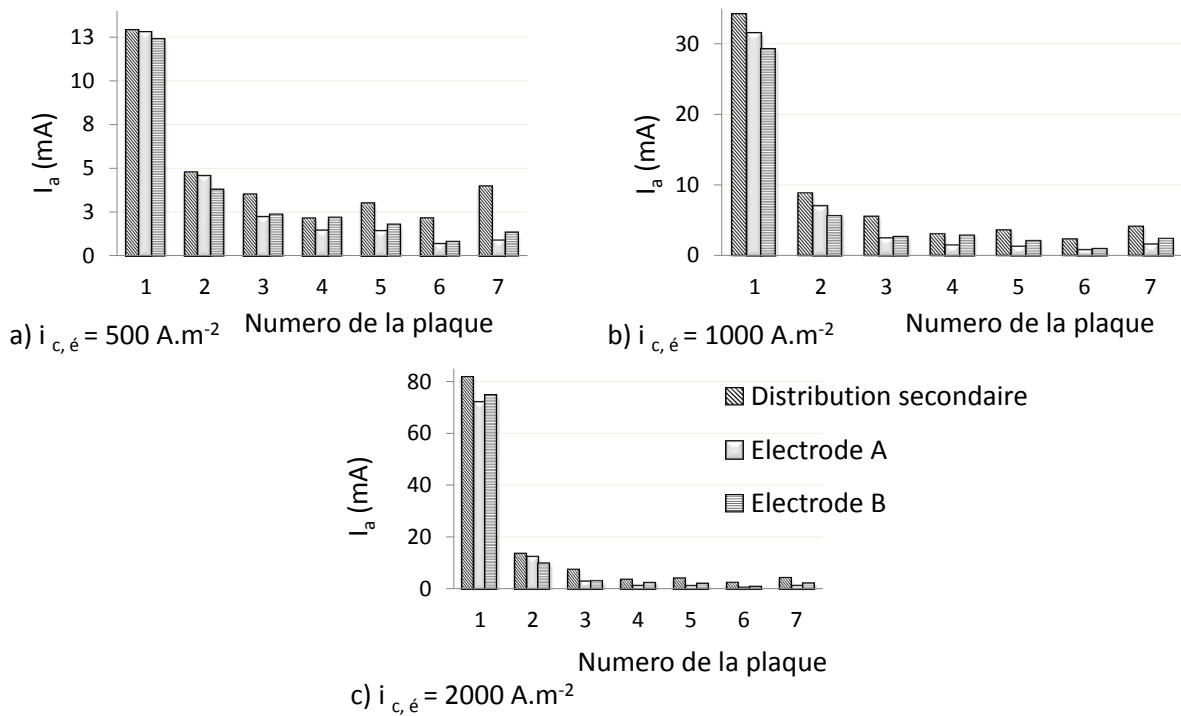 13
10
8
5
3
0
I_a (mA)
1 2 3 4 5 6 7
Numero de la plaque
a) i c, é = 500 A.m-2
30
20
10
0
I_a (mA)
1 2 3 4 5 6 7
Numero de la plaque
b) i c, é = 1000 A.m-2
80
60
40
20
0
I_a (mA)
1 2 3 4 5 6 7
Numero de la plaque
Distribution secondaire
Electrode A
Electrode B
c) i c, é = 2000 A.m-2